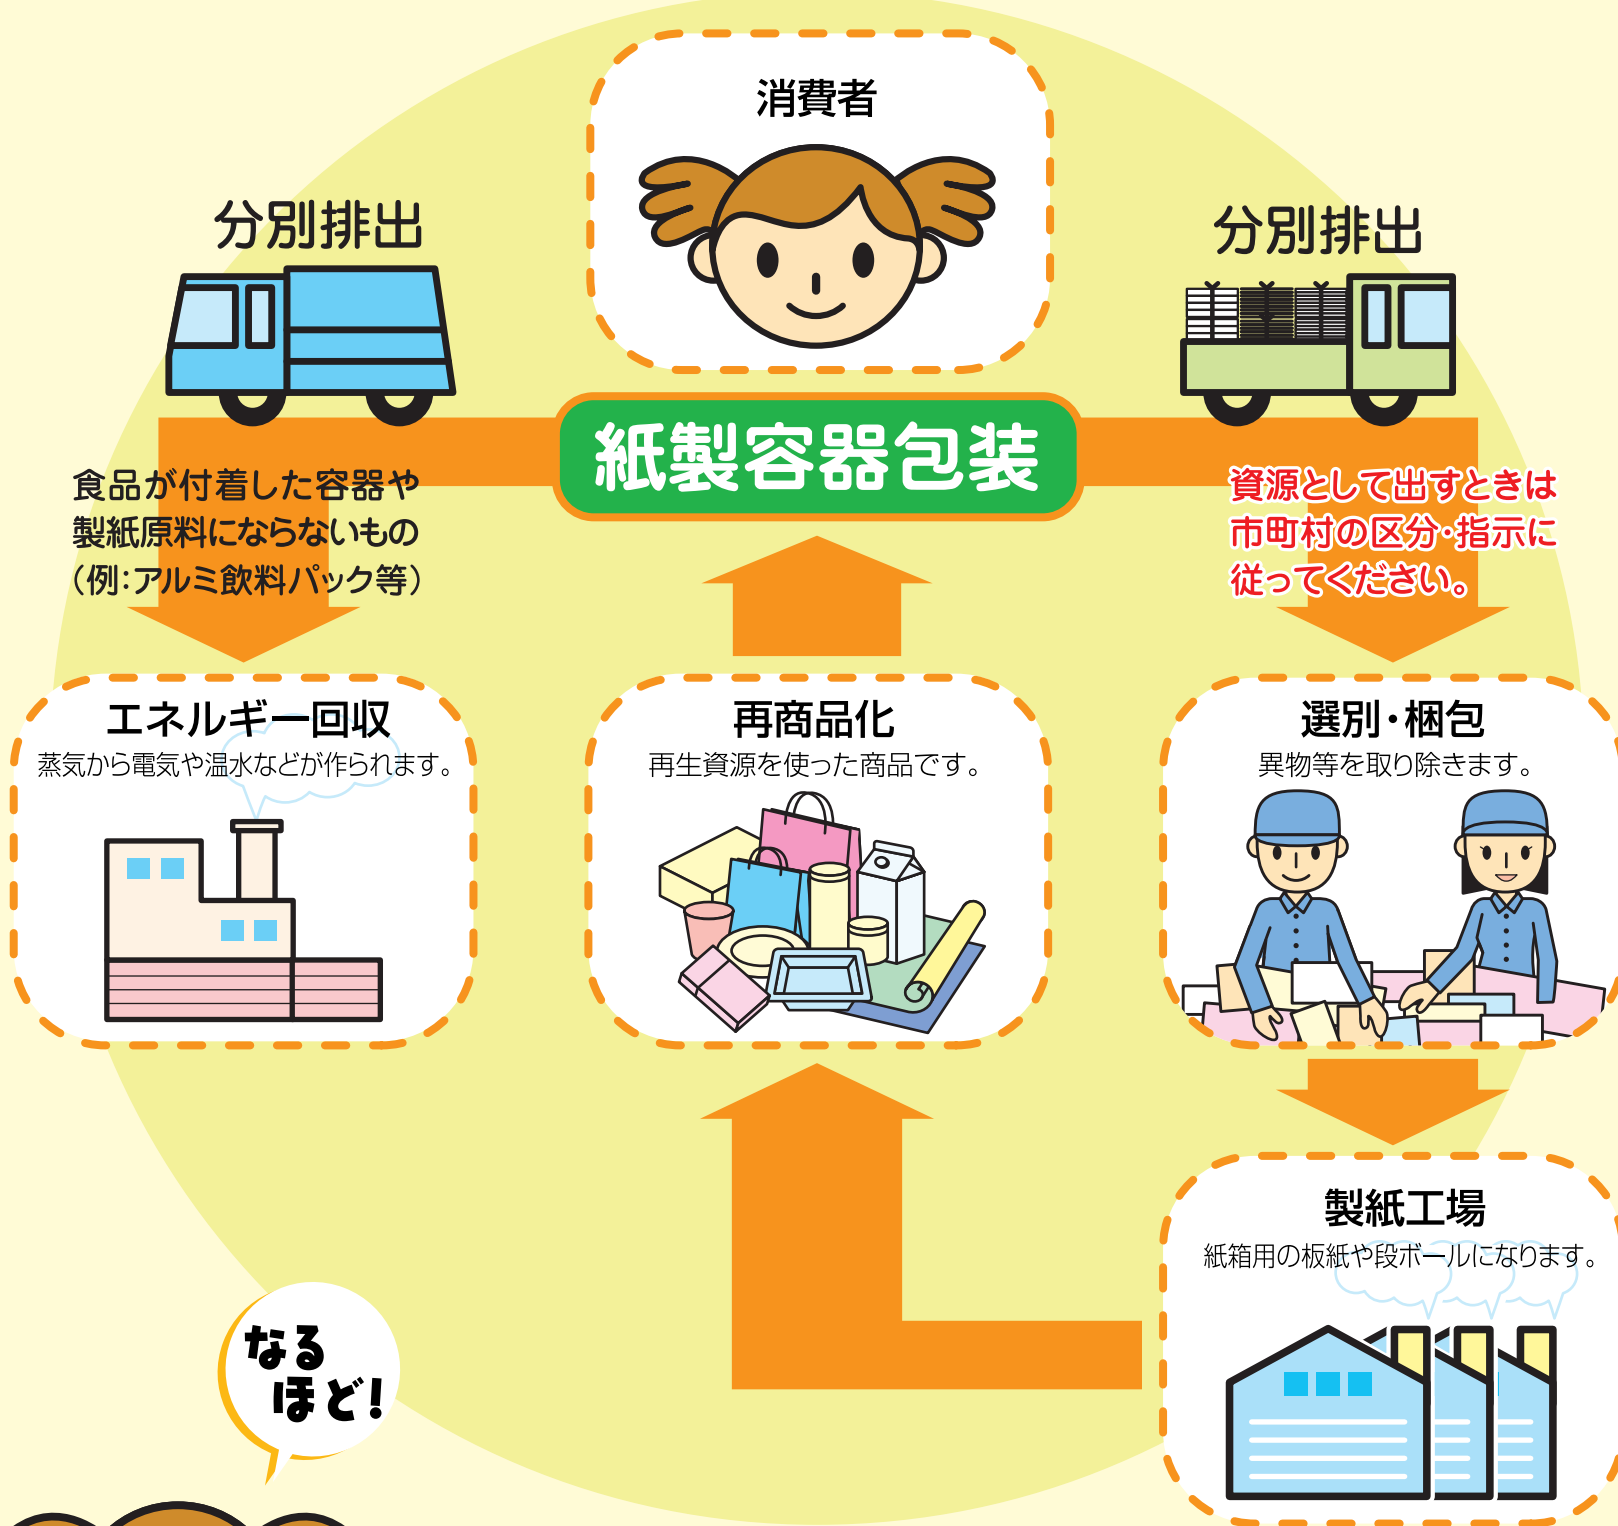 消費者
分別排出
分別排出
紙製容器包装
食品が付着した容器や
製紙原料にならないもの
（例：アルミ飲料パック等）
資源として出すときは
市町村の区分・指示に
従ってください。
エネルギー回収
蒸気から電気や温水などが作られます。
再商品化
再生資源を使った商品です。
選別・梱包
異物等を取り除きます。
製紙工場
紙箱用の板紙や段ボールになります。
なる
ほど！